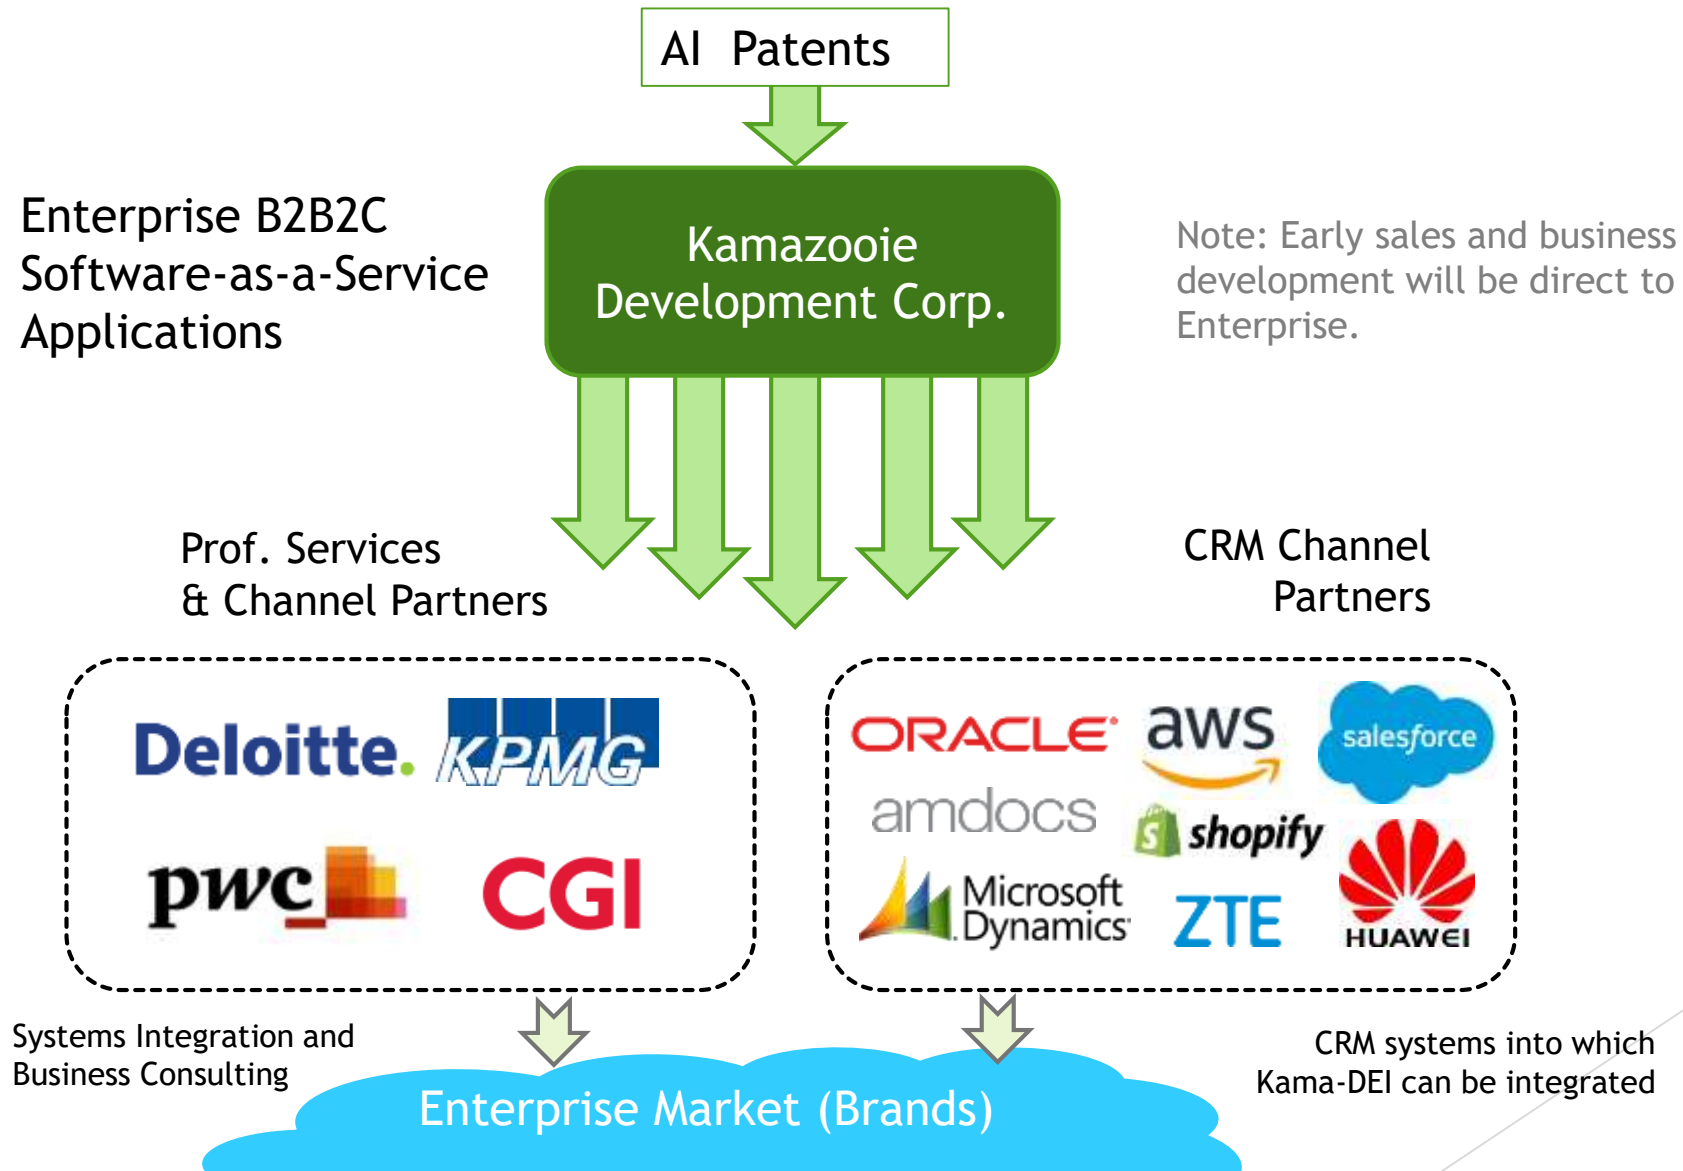 AI Patents
Enterprise B2B2C
Software-as-a-Service
Applications
Kamazooie
Development Corp.
Note: Early sales and business
development will be direct to
Enterprise.
Prof. Services
& Channel Partners
CRM Channel
Partners
Deloitte.
KPMG
pwc
CGI
ORACLE
aws
salesforce
amdocs
shopify
Microsoft
Dynamics
ZTE
HUAWEI
Systems Integration and
Business Consulting
CRM systems into which
Kama-DEI can be integrated
Enterprise Market (Brands)